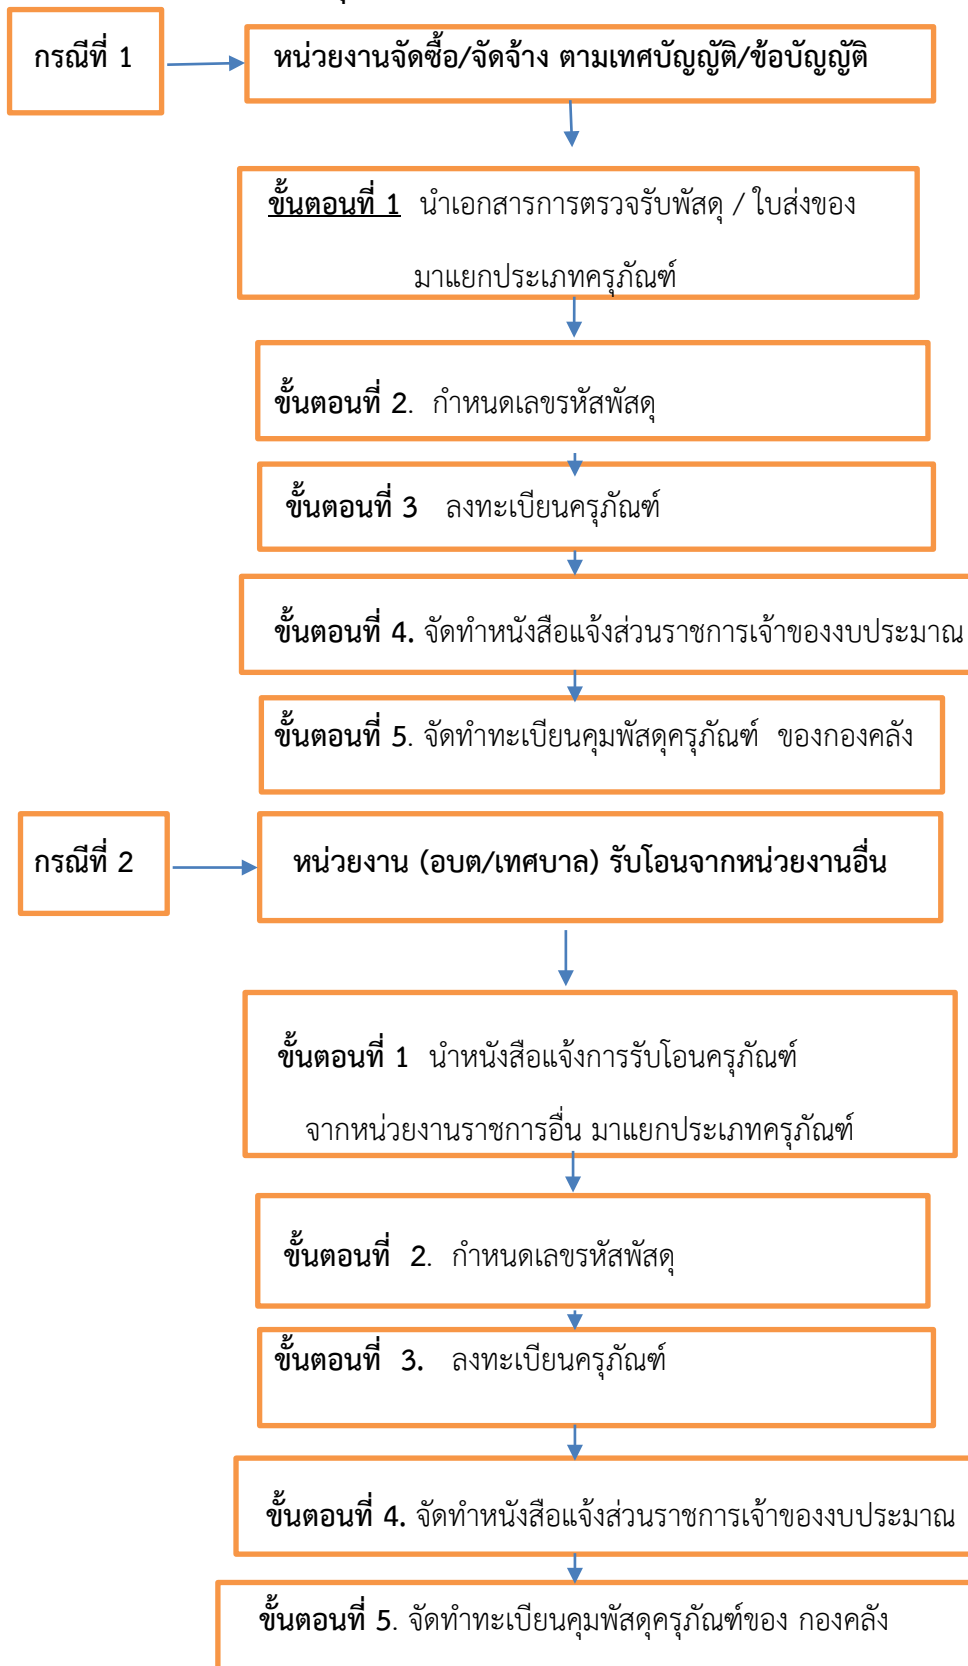 กรณีที่ 1
หน่วยงานจัดซื้อ/จัดจ้าง ตามเทศบัญญัติ/ข้อบัญญัติ
ขั้นตอนที่ 1 นำเอกสารการตรวจรับพัสดุ / ใบส่งของ
มาแยกประเภทครุภัณฑ์
ขั้นตอนที่ 2. กำหนดเลขรหัสพัสดุ
ขั้นตอนที่ 3 ลงทะเบียนครุภัณฑ์
ขั้นตอนที่ 4. จัดทำหนังสือแจ้งส่วนราชการเจ้าของงบประมาณ
ขั้นตอนที่ 5. จัดทำทะเบียนคุมพัสดุครุภัณฑ์ ของกองคลัง
กรณีที่ 2
หน่วยงาน (อบต/เทศบาล) รับโอนจากหน่วยงานอื่น
ขั้นตอนที่ 1 นำหนังสือแจ้งการรับโอนครุภัณฑ์
จากหน่วยงานราชการอื่น มาแยกประเภทครุภัณฑ์
ขั้นตอนที่ 2. กำหนดเลขรหัสพัสดุ
ขั้นตอนที่ 3. ลงทะเบียนครุภัณฑ์
ขั้นตอนที่ 4. จัดทำหนังสือแจ้งส่วนราชการเจ้าของงบประมาณ
ขั้นตอนที่ 5. จัดทำทะเบียนคุมพัสดุครุภัณฑ์ของ กองคลัง